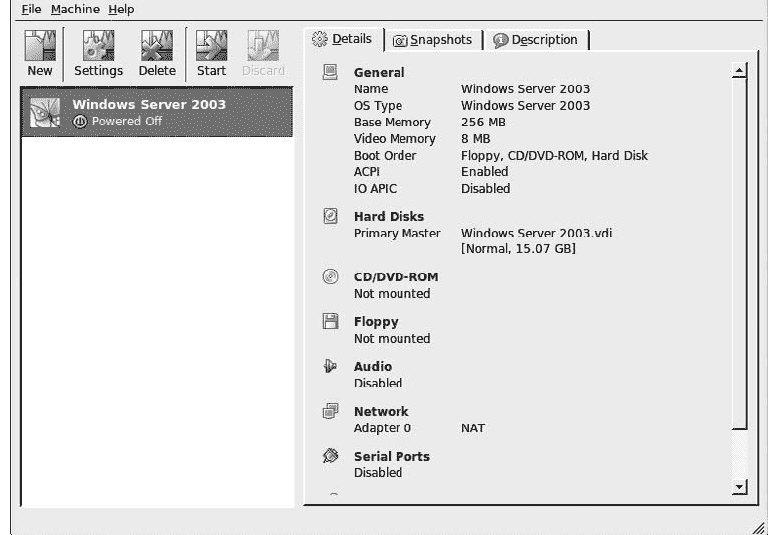 File Machine Help
New Settings Delete Start Discard
Windows Server 2003
Powered Off
Details Snapshots Description
General
Name Windows Server 2003
OS Type Windows Server 2003
Base Memory 256 MB
Video Memory 8 MB
Boot Order Floppy, CD/DVD-ROM, Hard Disk
ACPI Enabled
IO APIC Disabled
Hard Disks
Primary Master Windows Server 2003.vdi
[Normal, 15.07 GB]
CD/DVD-ROM
Not mounted
Floppy
Not mounted
Audio
Disabled
Network
Adapter 0 NAT
Serial Ports
Disabled